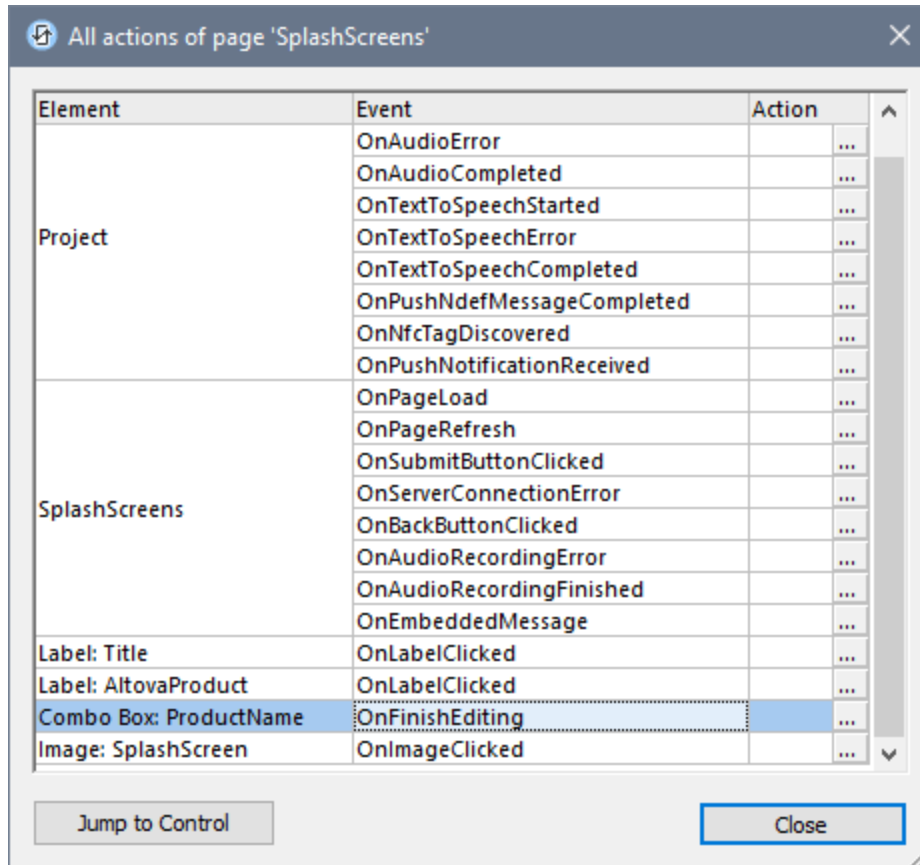 All actions of page 'SplashScreens'
Element Event Action
Project
OnAudioError ...
OnAudioCompleted ...
OnTextToSpeechStarted ...
OnTextToSpeechError ...
OnTextToSpeechCompleted ...
OnPushNdefMessageCompleted ...
OnNfcTagDiscovered ...
OnPushNotificationReceived ...
SplashScreens
OnPageLoad ...
OnPageRefresh ...
OnSubmitButtonClicked ...
OnServerConnectionError ...
OnBackButtonClicked ...
OnAudioRecordingError ...
OnAudioRecordingFinished ...
OnEmbeddedMessage ...
Label: Title OnLabelClicked ...
Label: AltovaProduct OnLabelClicked ...
Combo Box: ProductName OnFinishEditing ...
Image: SplashScreen OnImageClicked ...
Jump to Control Close